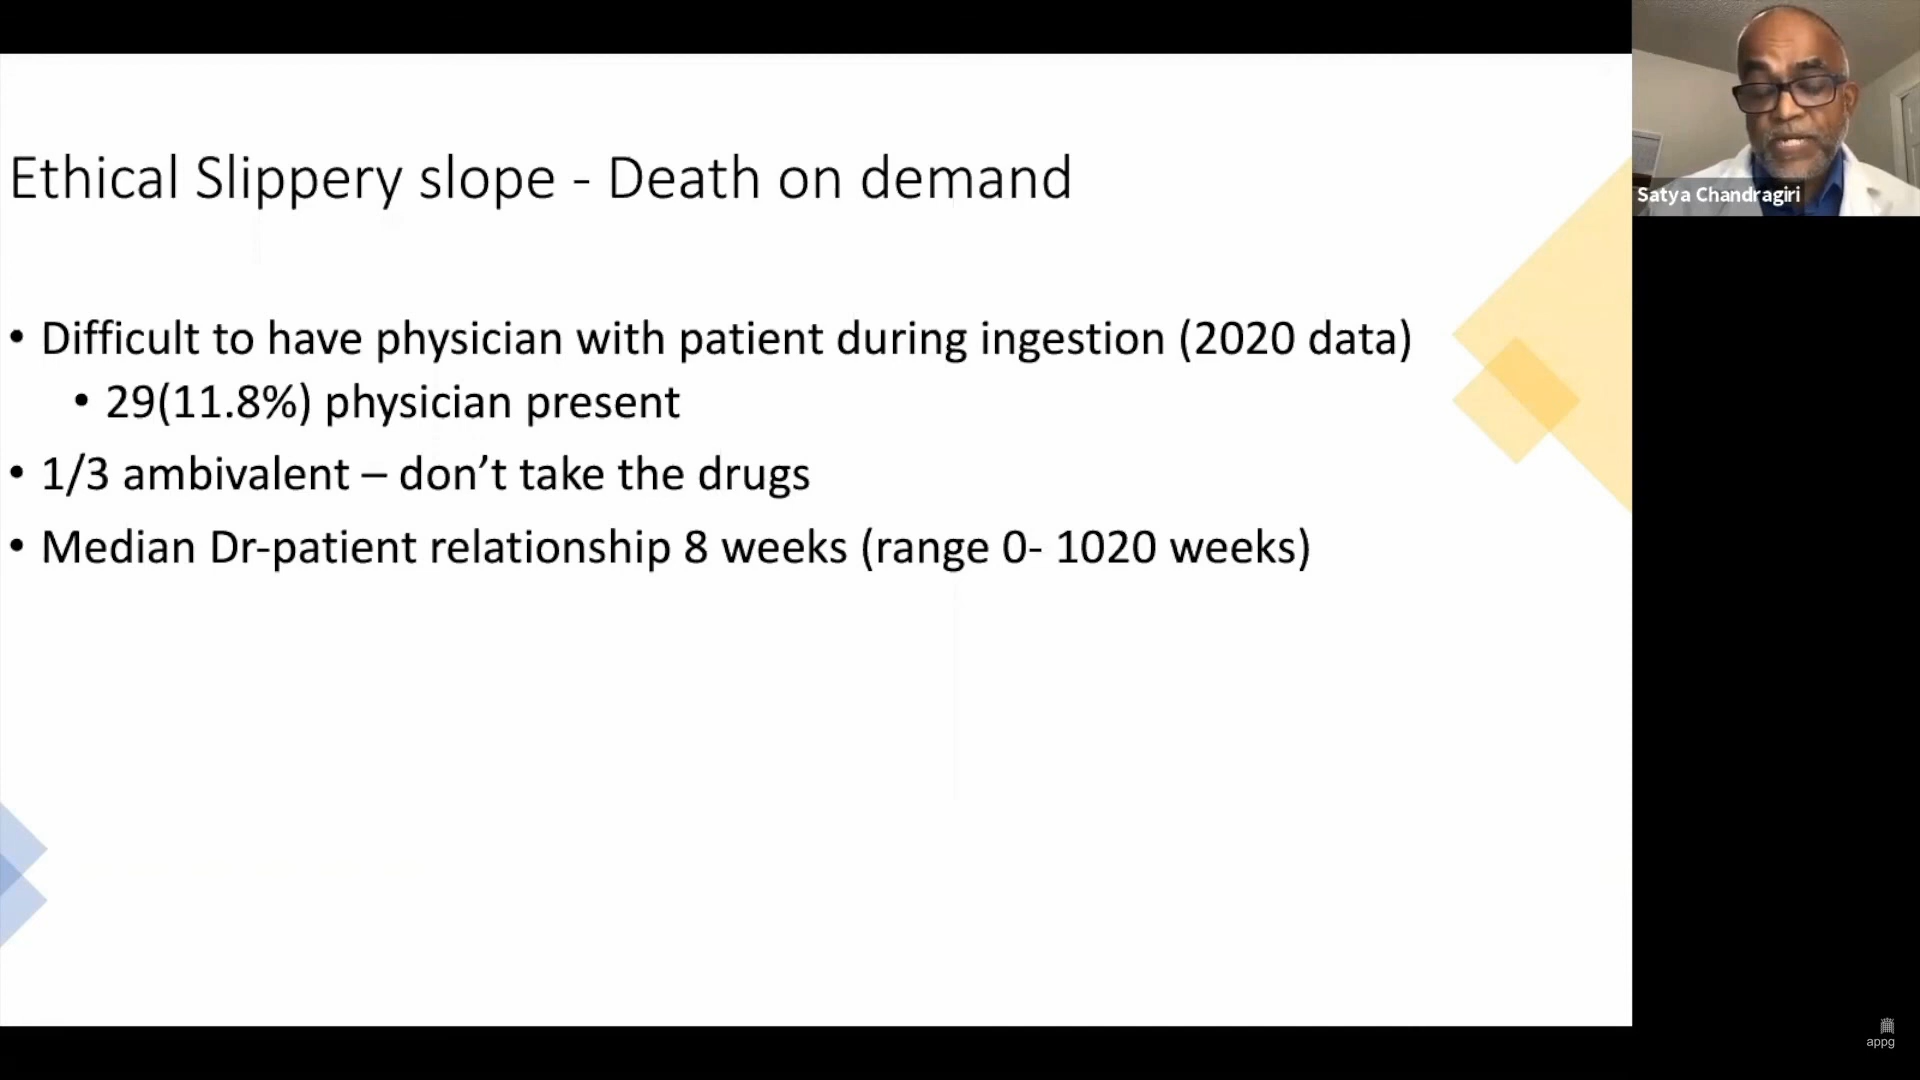 Ethical Slippery slope - Death on demand
• Difficult to have physician with patient during ingestion (2020 data)
• 29(11.8%) physician present
• 1/3 ambivalent – don’t take the drugs
• Median Dr-patient relationship 8 weeks (range 0- 1020 weeks)
Satya Chandragiri
appg